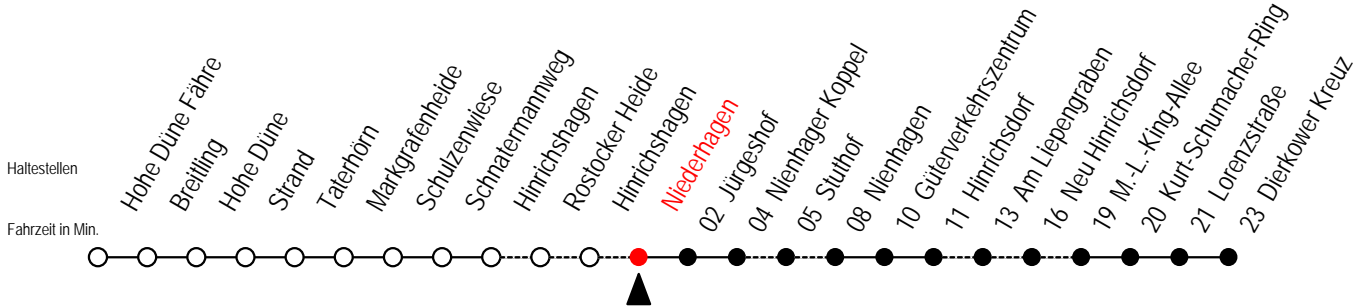 Haltestellen
Fahrzeit in Min.
Hohe Düne Fähre
Breitling
Hohe Düne
Strand
Taterhörn
Markgrafenheide
Schulzenwiese
Schnatermannweg
Hinrichshagen
Rostocker Heide
Hinrichshagen
Niederhagen
02 Jürgeshof
04 Nienhager Koppel
05 Stuthof
08 Nienhagen
10 Güterverkehrszentrum
11 Hinrichsdorf
13 Am Liepengraben
16 Neu Hinrichsdorf
19 M.-L.-King-Allee
20 Kurt-Schumacher-Ring
21 Lorenzstraße
23 Dierkower Kreuz